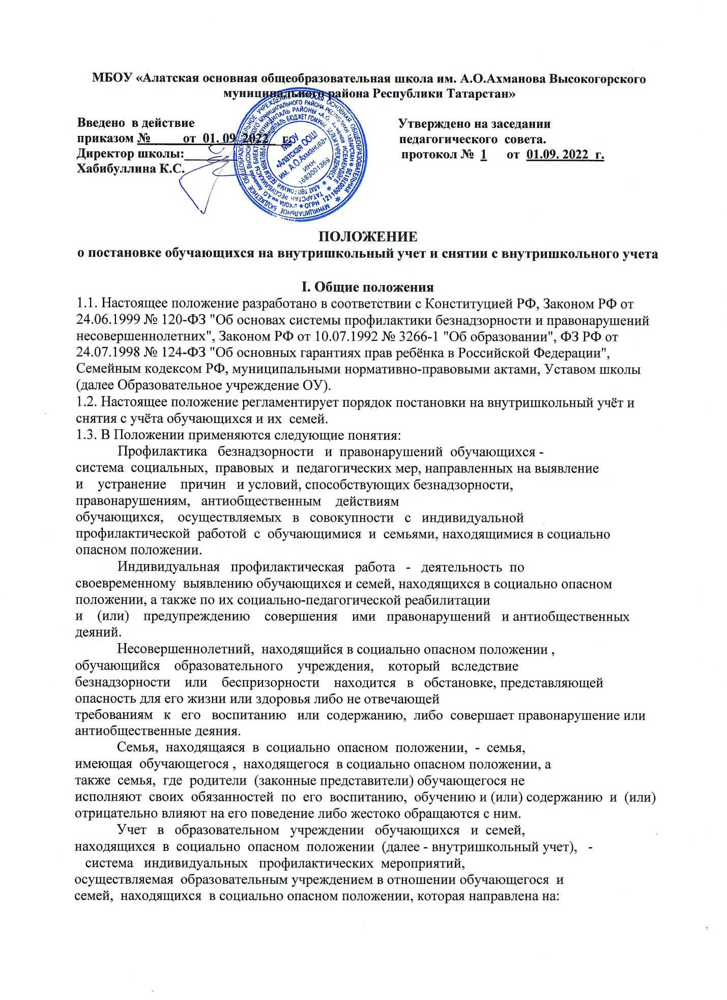 МБОУ «Алатская основная общеобразовательная школа им. А.О.Ахманова Высокогорского
муниципального района Республики Татарстан»
Введено в действие
приказом № от 01. 09 2022 г.
Директор школы:
Хабибуллина К.С.
Утверждено на заседании
педагогического совета.
протокол № 1 от 01.09. 2022 г.
МБОУ
«Алатская ООШ
им. А.О.Ахманова»
ИНН
1683001369
ОГРН 1211600076126
ПОЛОЖЕНИЕ
о постановке обучающихся на внутришкольный учет и снятии с внутришкольного учета
I. Общие положения
1.1. Настоящее положение разработано в соответствии с Конституцией РФ, Законом РФ от
24.06.1999 № 120-ФЗ "Об основах системы профилактики безнадзорности и правонарушений
несовершеннолетних", Законом РФ от 10.07.1992 № 3266-1 "Об образовании", ФЗ РФ от
24.07.1998 № 124-ФЗ "Об основных гарантиях прав ребёнка в Российской Федерации",
Семейным кодексом РФ, муниципальными нормативно-правовыми актами, Уставом школы
(далее Образовательное учреждение ОУ).
1.2. Настоящее положение регламентирует порядок постановки на внутришкольный учёт и
снятия с учёта обучающихся и их семей.
1.3. В Положении применяются следующие понятия:
Профилактика безнадзорности и правонарушений обучающихся -
система социальных, правовых и педагогических мер, направленных на выявление
и устранение причин и условий, способствующих безнадзорности,
правонарушениям, антиобщественным действиям
обучающихся, осуществляемых в совокупности с индивидуальной
профилактической работой с обучающимися и семьями, находящимися в социально
опасном положении.
Индивидуальная профилактическая работа - деятельность по
своевременному выявлению обучающихся и семей, находящихся в социально опасном
положении, а также по их социально-педагогической реабилитации
и (или) предупреждению совершения ими правонарушений и антиобщественных
деяний.
Несовершеннолетний, находящийся в социально опасном положении ,
обучающийся образовательного учреждения, который вследствие
безнадзорности или беспризорности находится в обстановке, представляющей
опасность для его жизни или здоровья либо не отвечающей
требованиям к его воспитанию или содержанию, либо совершает правонарушение или
антиобщественные деяния.
Семья, находящаяся в социально опасном положении, - семья,
имеющая обучающегося , находящегося в социально опасном положении, а
также семья, где родители (законные представители) обучающегося не
исполняют своих обязанностей по его воспитанию, обучению и (или) содержанию и (или)
отрицательно влияют на его поведение либо жестоко обращаются с ним.
Учет в образовательном учреждении обучающихся и семей,
находящихся в социально опасном положении (далее - внутришкольный учет), -
система индивидуальных профилактических мероприятий,
осуществляемая образовательным учреждением в отношении обучающегося и
семей, находящихся в социально опасном положении, которая направлена на: